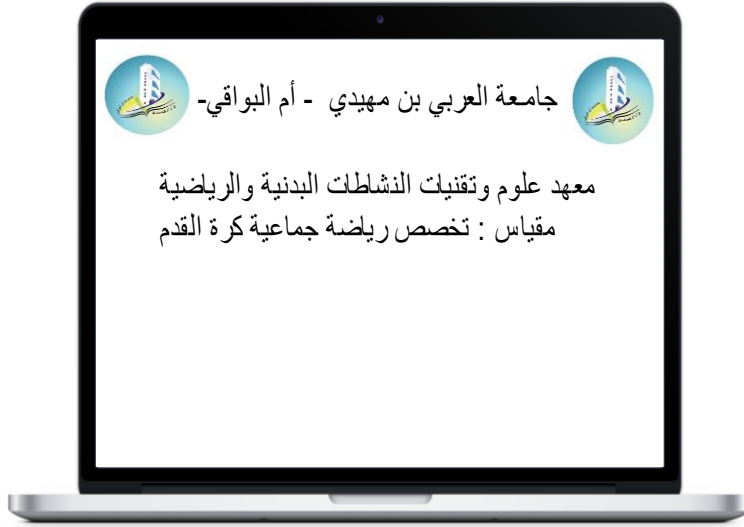 جامعة العربي بن مهيدي - أم البواقي-
معهد علوم وتقنيات النشاطات البدنية والرياضية
مقياس : تخصص رياضة جماعية كرة القدم